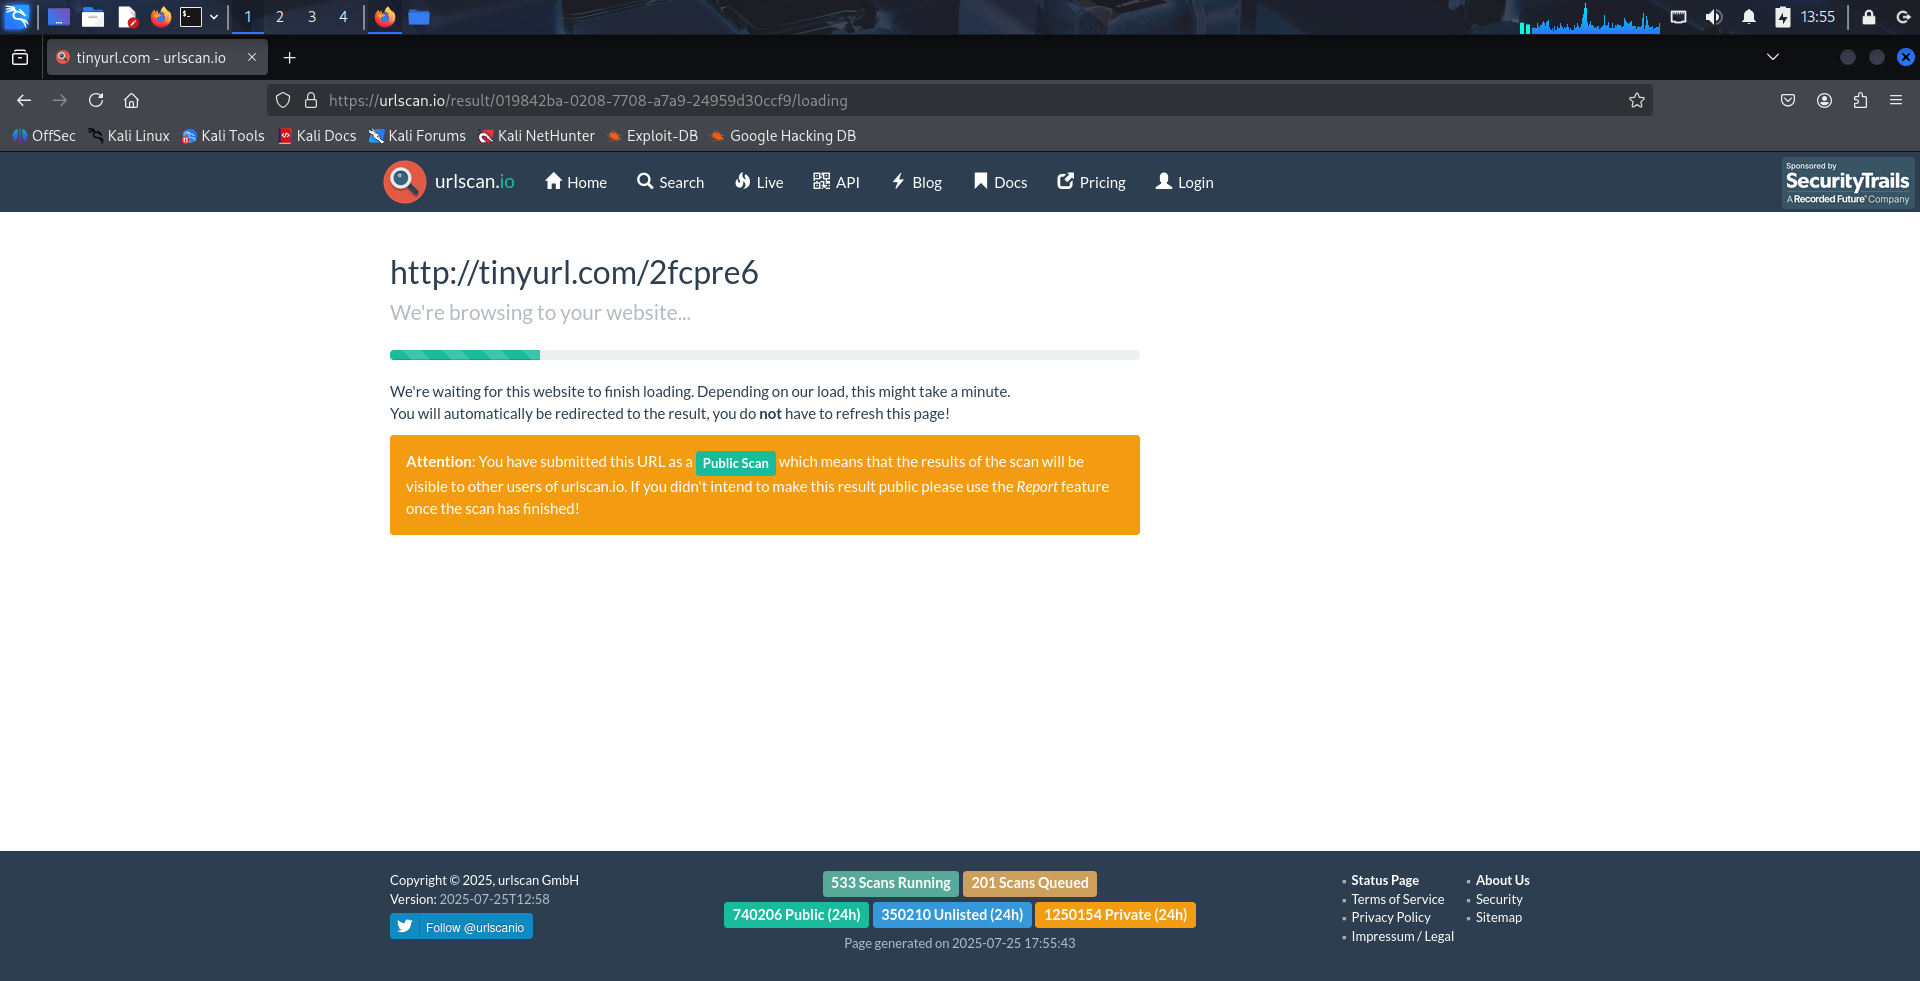 1 2 3 4
13:55
tinyurl.com - urlscan.io
https://urlscan.io/result/019842ba-0208-7708-a7a9-24959d30ccf9/loading
OffSec Kali Linux Kali Tools Kali Docs Kali Forums Kali NetHunter Exploit-DB Google Hacking DB
urlscan.io Home Search Live API Blog Docs Pricing Login
Sponsored by
SecurityTrails
A Recorded Future® Company
http://tinyurl.com/2fcpre6
We're browsing to your website...
We're waiting for this website to finish loading. Depending on our load, this might take a minute.
You will automatically be redirected to the result, you do not have to refresh this page!
Attention: You have submitted this URL as a Public Scan which means that the results of the scan will be
visible to other users of urlscan.io. If you didn't intend to make this result public please use the Report feature
once the scan has finished!
Copyright © 2025, urlscan GmbH
Version: 2025-07-25T12:58
Follow @urlscanio
533 Scans Running 201 Scans Queued
740206 Public (24h) 350210 Unlisted (24h) 1250154 Private (24h)
Page generated on 2025-07-25 17:55:43
Status Page
Terms of Service
Privacy Policy
Impressum / Legal
About Us
Security
Sitemap